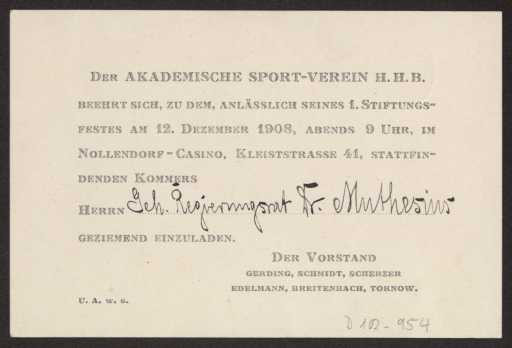 DER AKADEMISCHE SPORT-VEREIN H.H.B.
BEEHRT SICH, ZU DEM, ANLÄSSLICH SEINES 1. STIFTUNGS-
FESTES AM 12. DEZEMBER 1908, ABENDS 9 UHR, IM
NOLLENDORF-CASINO, KLEISTSTRASSE 41, STATTFIN-
DENDEN KOMMERS
HERRN Geh. Regierungsrat Dr. Muthesius
GEZIEMEND EINZULADEN.
DER VORSTAND
GERDING, SCHMIDT, SCHERZER
EDELMANN, BREITENBACH, TORNOW.
U. A. w. g.
D 102-954